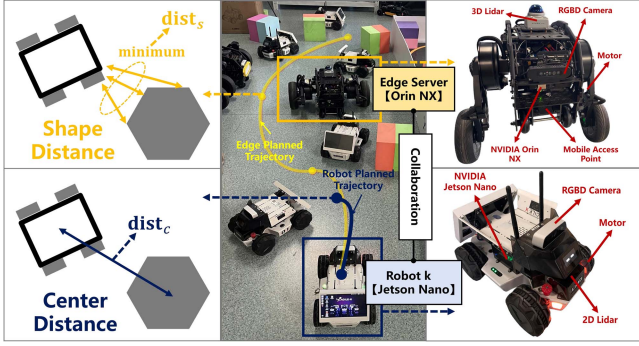 dist_s
minimum
Shape
Distance
dist_c
Center
Distance
Edge Server
【Orin NX】
Edge Planned
Trajectory
Collaboration
Robot Planned
Trajectory
Robot k
【Jetson Nano】
3D Lidar
RGBD Camera
Motor
NVIDIA Orin
NX
Mobile Access
Point
NVIDIA
Jetson Nano
RGBD Camera
Motor
2D Lidar